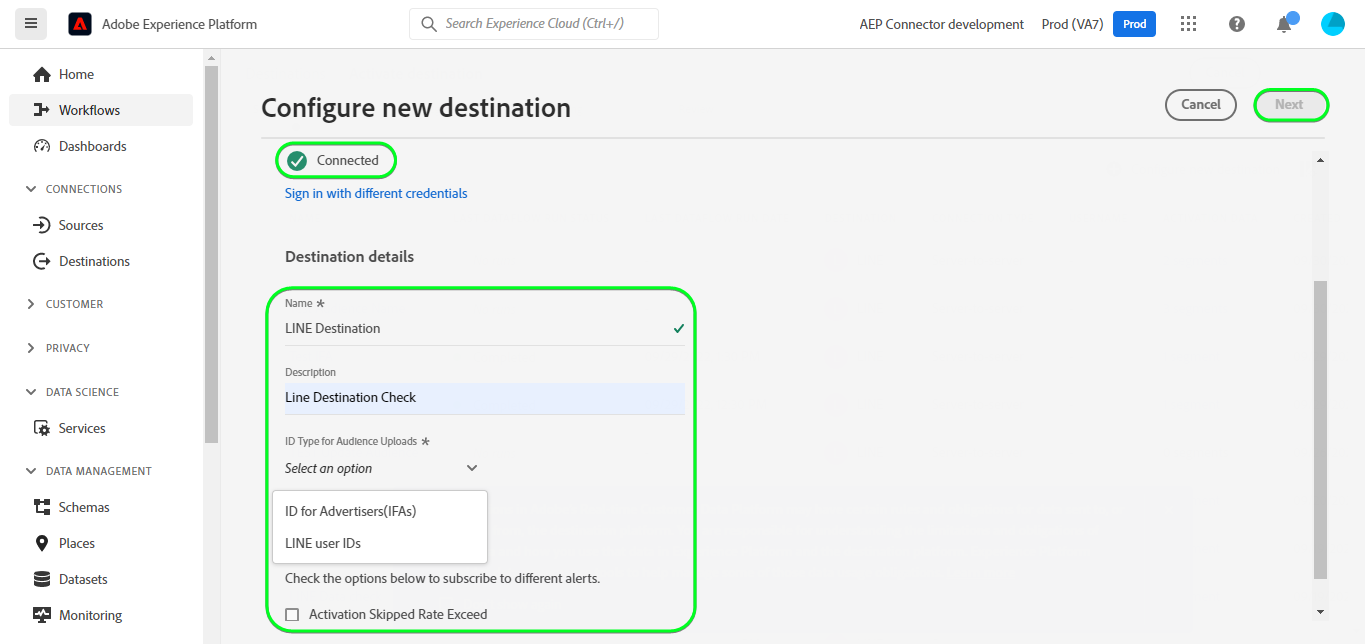 Adobe Experience Platform
Search Experience Cloud (Ctrl+/)
AEP Connector development
Prod (VA7)
Prod
Home
Workflows
Dashboards
CONNECTIONS
Sources
Destinations
CUSTOMER
PRIVACY
DATA SCIENCE
Services
DATA MANAGEMENT
Schemas
Places
Datasets
Monitoring
Configure new destination
Cancel
Next
Connected
Sign in with different credentials
Destination details
Name *
LINE Destination
Description
Line Destination Check
ID Type for Audience Uploads *
Select an option
ID for Advertisers(IFAs)
LINE user IDs
Check the options below to subscribe to different alerts.
Activation Skipped Rate Exceed